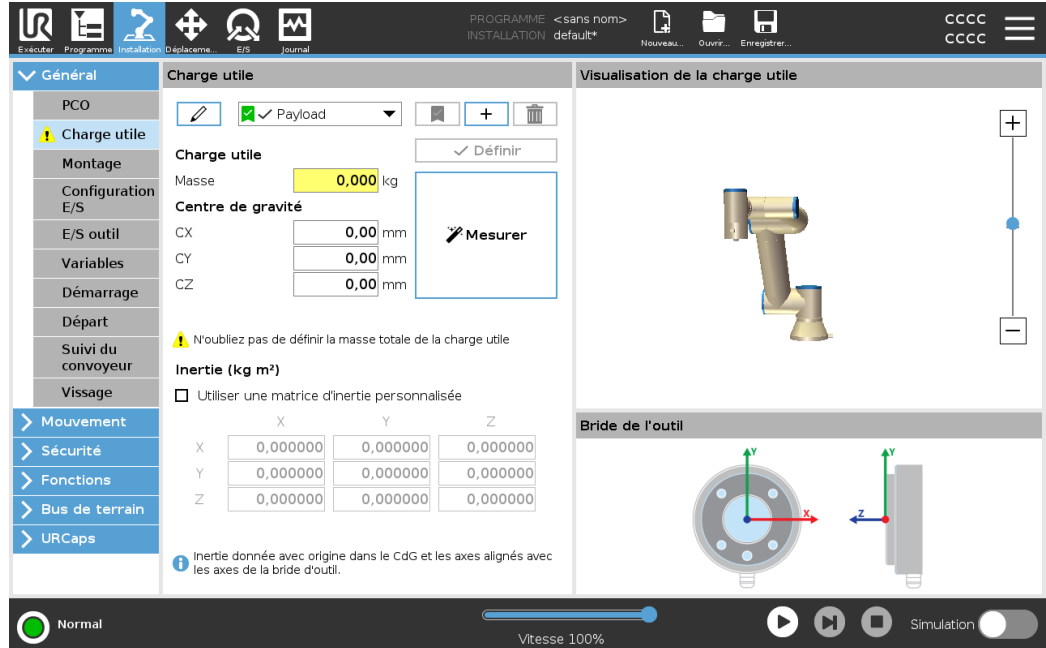 Exécuter Programme Installation Déplaceme... E/S Journal
PROGRAMME <sans nom>
INSTALLATION default*
Nouveau... Ouvrir... Enregistrer...
CCCC
CCCC
Général
PCO
Charge utile
Montage
Configuration
E/S
E/S outil
Variables
Démarrage
Départ
Suivi du
convoyeur
Vissage
Mouvement
Sécurité
Fonctions
Bus de terrain
URCaps
Charge utile
Payload
Définir
Charge utile
Masse 0,000 kg
Centre de gravité
CX 0,00 mm
CY 0,00 mm
CZ 0,00 mm
Mesurer
N'oubliez pas de définir la masse totale de la charge utile
Inertie (kg m²)
Utiliser une matrice d'inertie personnalisée
X Y Z
X 0,000000 0,000000 0,000000
Y 0,000000 0,000000 0,000000
Z 0,000000 0,000000 0,000000
Inertie donnée avec origine dans le CdG et les axes alignés avec
les axes de la bride d'outil.
Visualisation de la charge utile
Bride de l'outil
Y
X
Y
Z
Normal
Vitesse 100%
Simulation